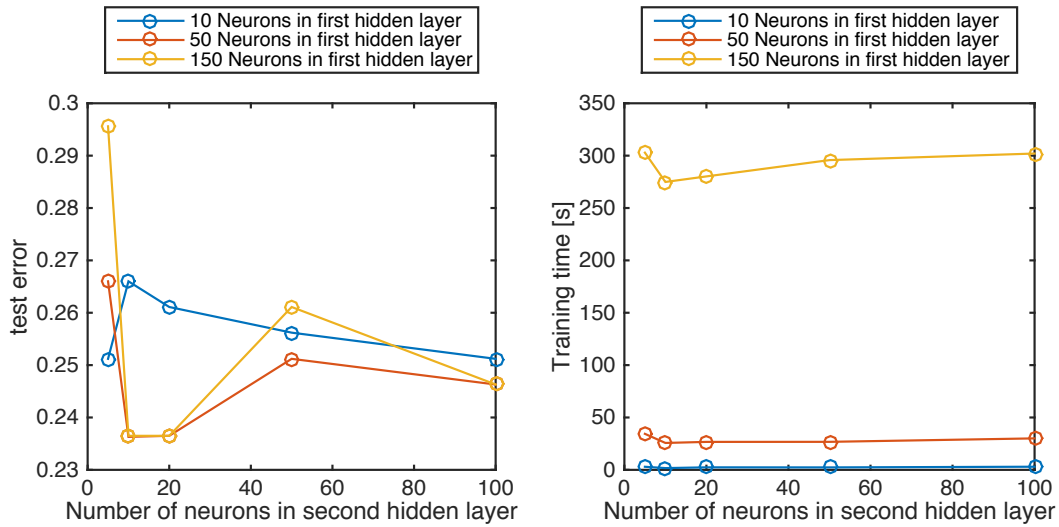 10 Neurons in first hidden layer
50 Neurons in first hidden layer
150 Neurons in first hidden layer
0.3
0.29
0.28
0.27
0.26
0.25
0.24
0.23
test error
0 20 40 60 80 100
Number of neurons in second hidden layer
10 Neurons in first hidden layer
50 Neurons in first hidden layer
150 Neurons in first hidden layer
350
300
250
200
150
100
50
0
Training time [s]
0 20 40 60 80 100
Number of neurons in second hidden layer